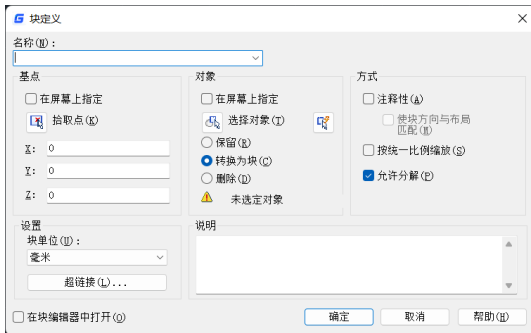 块定义
名称(N):
基点
在屏幕上指定
拾取点(K)
X: 0
Y: 0
Z: 0
对象
在屏幕上指定
选择对象(T)
保留(R)
转换为块(C)
删除(D)
未选定对象
方式
注释性(A)
使块方向与布局
匹配(M)
按统一比例缩放(S)
允许分解(P)
设置
块单位(U):
毫米
超链接(L)...
说明
在块编辑器中打开(O)
确定
取消
帮助(H)